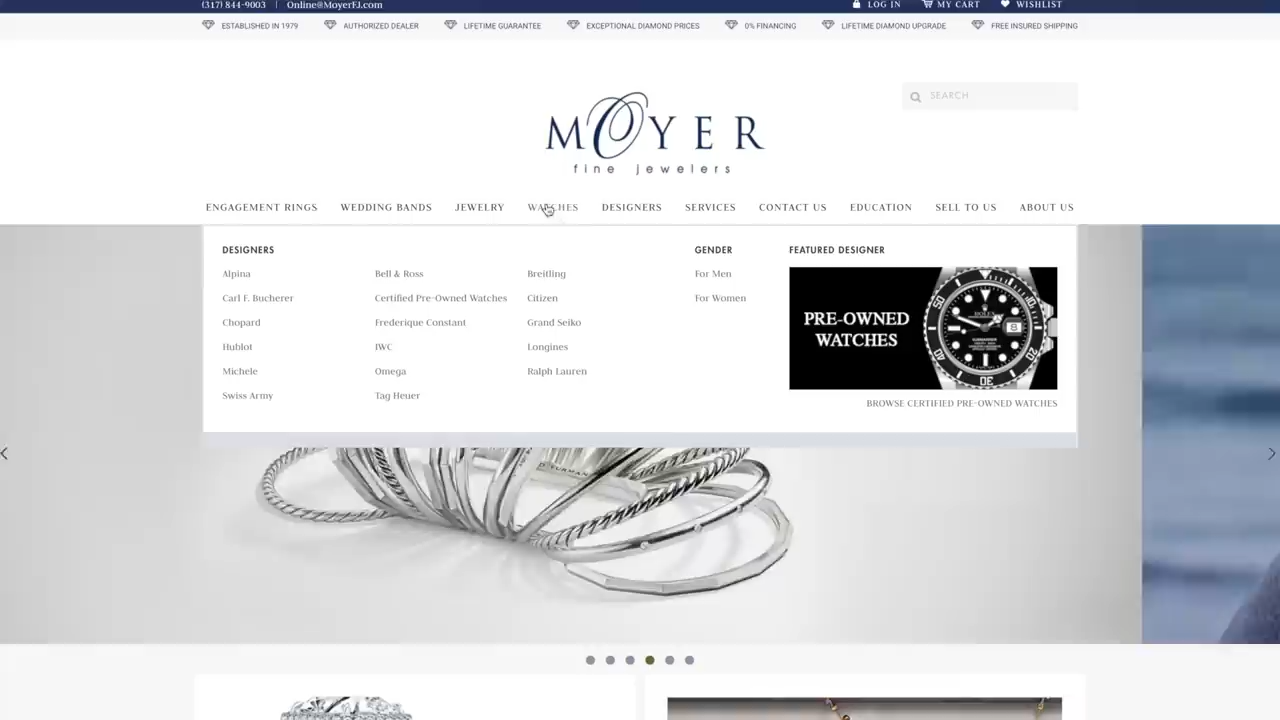 (317) 844-9003 | Online@MoyerFJ.com LOG IN MY CART WISHLIST
ESTABLISHED IN 1979 AUTHORIZED DEALER LIFETIME GUARANTEE EXCEPTIONAL DIAMOND PRICES 0% FINANCING LIFETIME DIAMOND UPGRADE FREE INSURED SHIPPING
SEARCH
MOYER
fine jewelers
ENGAGEMENT RINGS WEDDING BANDS JEWELRY WATCHES DESIGNERS SERVICES CONTACT US EDUCATION SELL TO US ABOUT US
DESIGNERS GENDER FEATURED DESIGNER
Alpina Bell & Ross Breitling For Men
Carl F. Bucherer Certified Pre-Owned Watches Citizen For Women
Chopard Frederique Constant Grand Seiko
PRE-OWNED
WATCHES
ROLEX
Hublot IWC Longines
Michele Omega Ralph Lauren
Swiss Army Tag Heuer
BROWSE CERTIFIED PRE-OWNED WATCHES